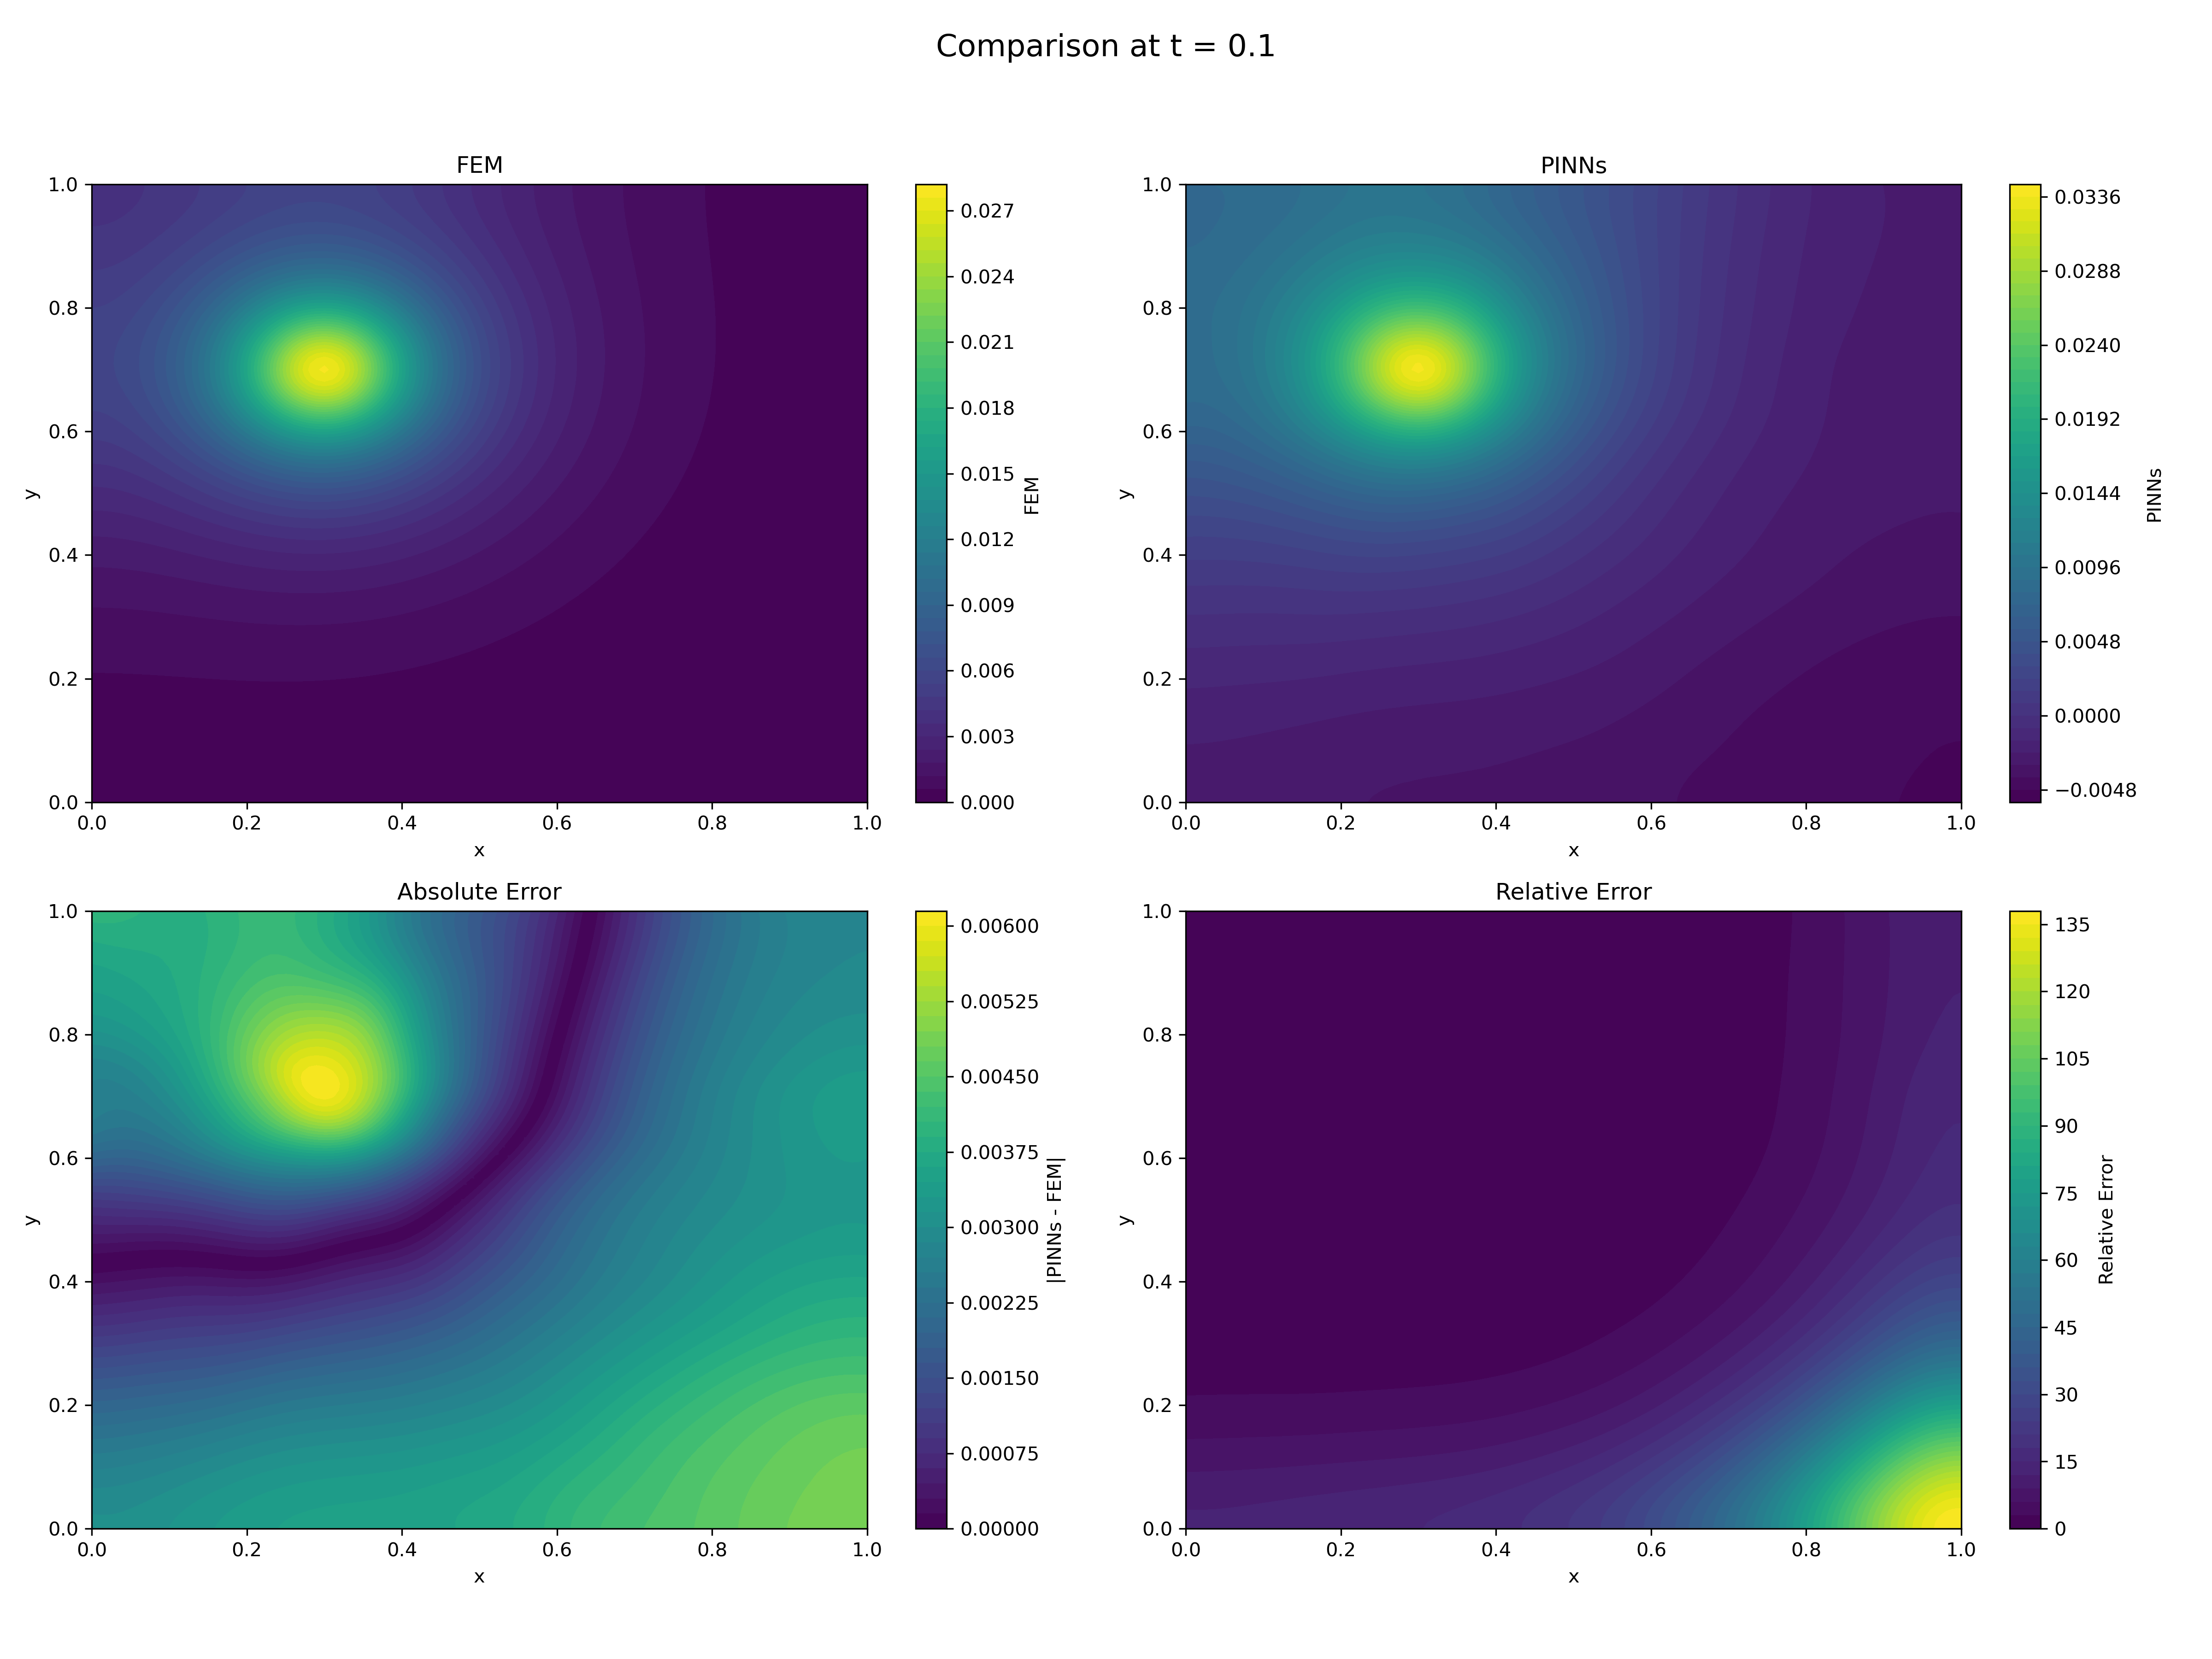 Comparison at t = 0.1
FEM
1.0
0.8
0.6
0.4
0.2
0.0
y
0.0 0.2 0.4 0.6 0.8 1.0
x
0.027
0.024
0.021
0.018
0.015
0.012
0.009
0.006
0.003
0.000
FEM
PINNs
1.0
0.8
0.6
0.4
0.2
0.0
y
0.0 0.2 0.4 0.6 0.8 1.0
x
0.0336
0.0288
0.0240
0.0192
0.0144
0.0096
0.0048
0.0000
−0.0048
PINNs
Absolute Error
1.0
0.8
0.6
0.4
0.2
0.0
y
0.0 0.2 0.4 0.6 0.8 1.0
x
0.00600
0.00525
0.00450
0.00375
0.00300
0.00225
0.00150
0.00075
0.00000
|PINNs - FEM|
Relative Error
1.0
0.8
0.6
0.4
0.2
0.0
y
0.0 0.2 0.4 0.6 0.8 1.0
x
135
120
105
90
75
60
45
30
15
0
Relative Error